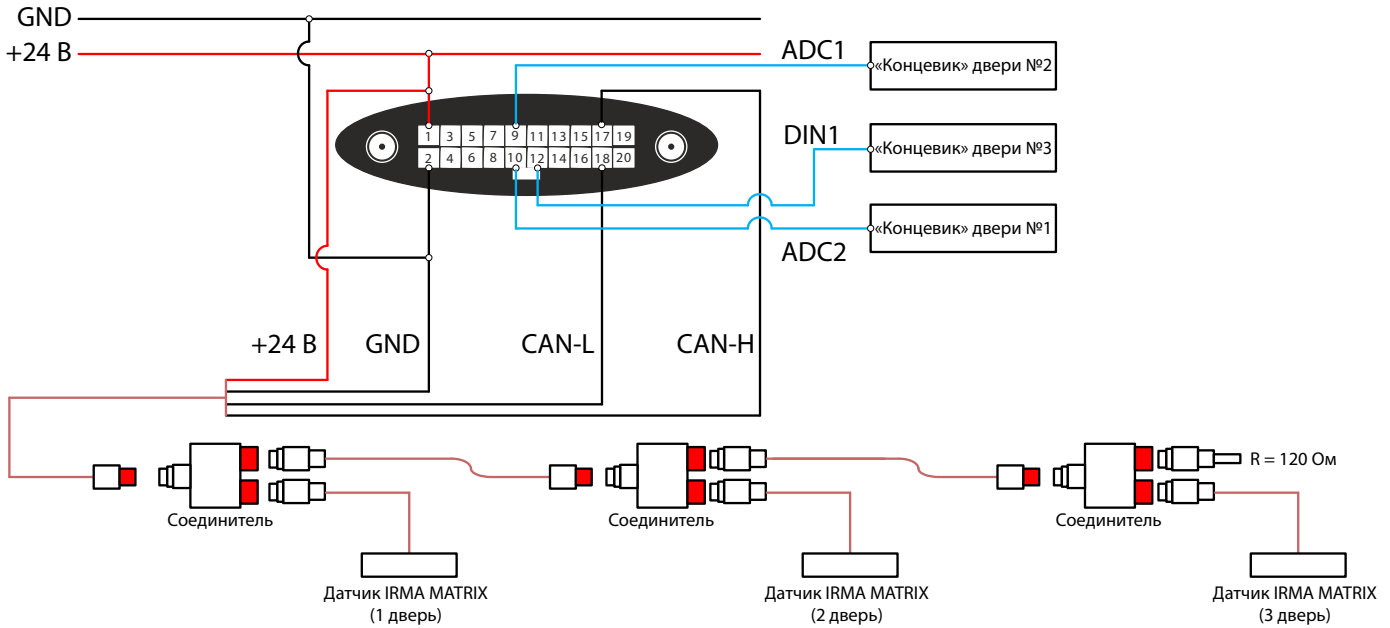 GND
+24 В
ADC1
«Концевик» двери №2
DIN1
«Концевик» двери №3
«Концевик» двери №1
ADC2
1 3 5 7 9 11 13 15 17 19
2 4 6 8 10 12 14 16 18 20
+24 В
GND
CAN-L
CAN-H
R = 120 Ом
Соединитель
Соединитель
Соединитель
Датчик IRMA MATRIX
(1 дверь)
Датчик IRMA MATRIX
(2 дверь)
Датчик IRMA MATRIX
(3 дверь)